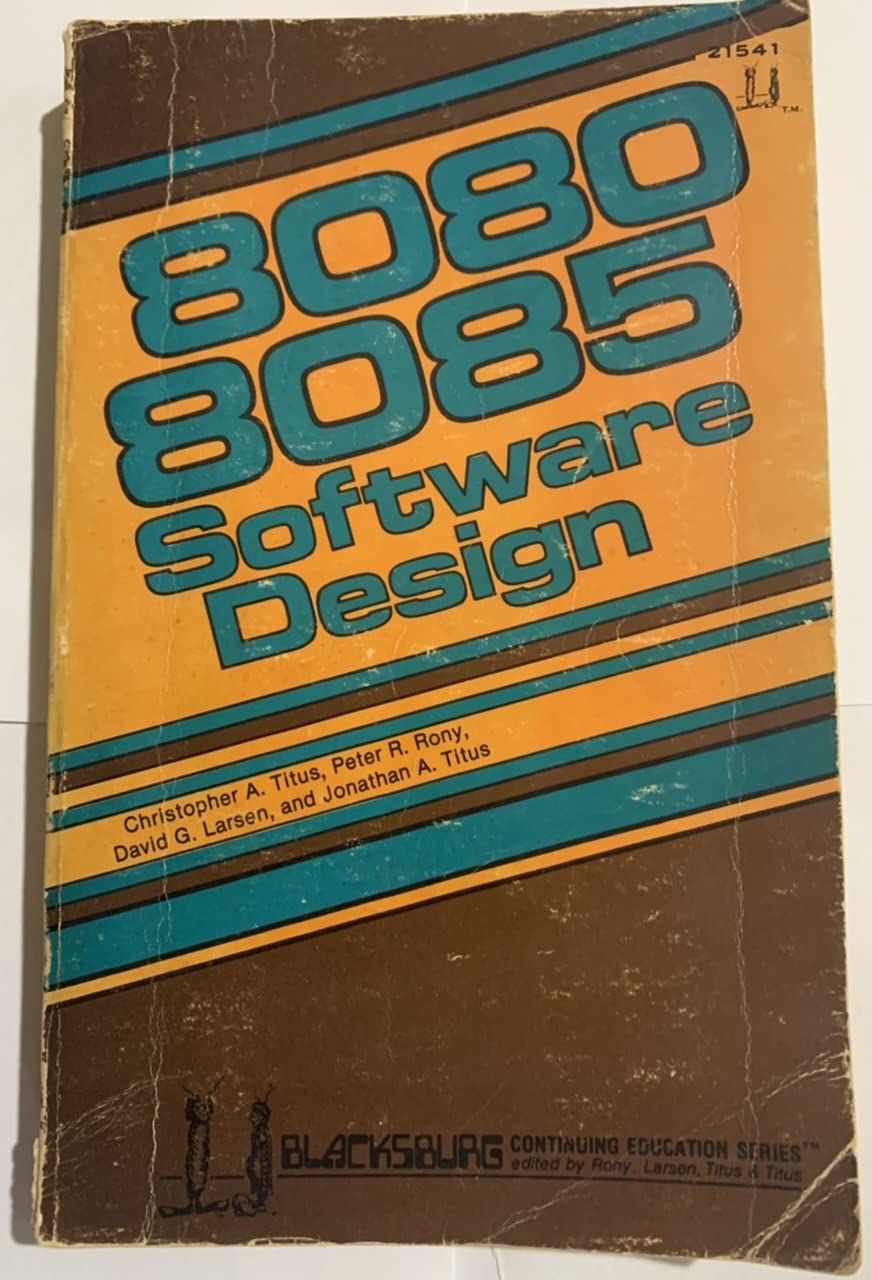 21541
T.M.
8080
8085
Software
Design
Christopher A. Titus, Peter R. Rony,
David G. Larsen, and Jonathan A. Titus
BLACKSBURG CONTINUING EDUCATION SERIES™
edited by Rony, Larsen, Titus & Titus